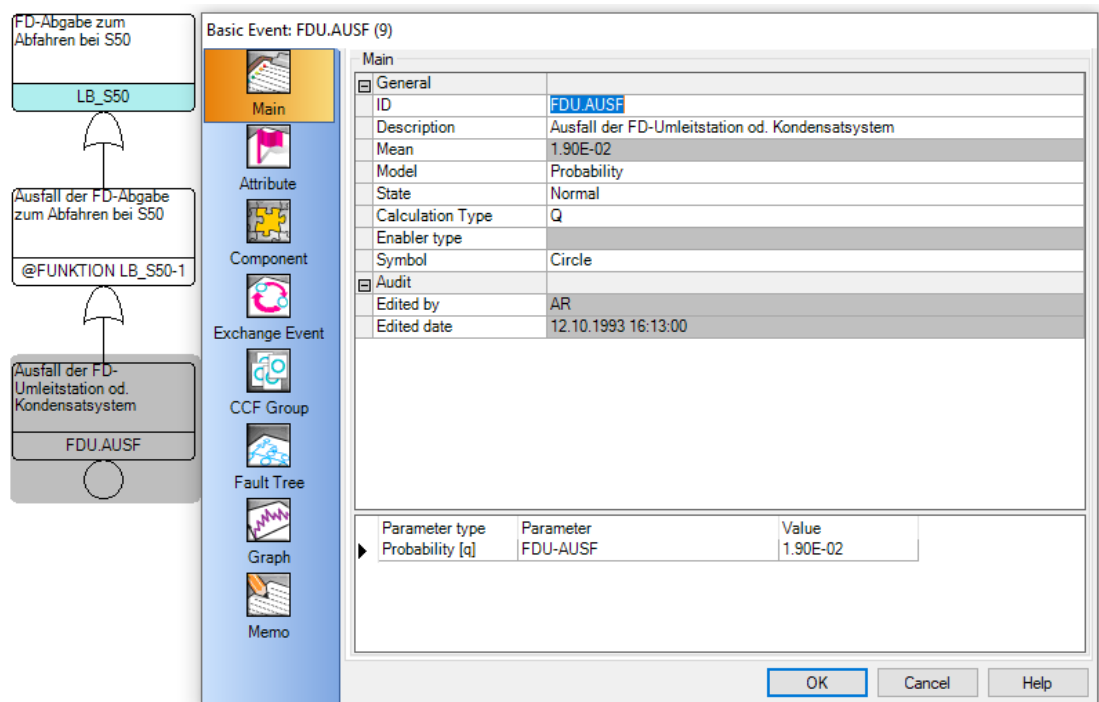 FD-Abgabe zum
Abfahren bei S50
LB_S50
Ausfall der FD-Abgabe
zum Abfahren bei S50
@FUNKTION LB_S50-1
Ausfall der FD-
Umleitstation od.
Kondensatsystem
FDU.AUSF
Basic Event: FDU.AUSF (9)
Main
Attribute
Component
Exchange Event
CCF Group
Fault Tree
Graph
Memo
Main
General
ID FDU.AUSF
Description Ausfall der FD-Umleitstation od. Kondensatsystem
Mean 1.90E-02
Model Probability
State Normal
Calculation Type Q
Enabler type
Symbol Circle
Audit
Edited by AR
Edited date 12.10.1993 16:13:00
Parameter type Parameter Value
Probability [q] FDU-AUSF 1.90E-02
OK Cancel Help